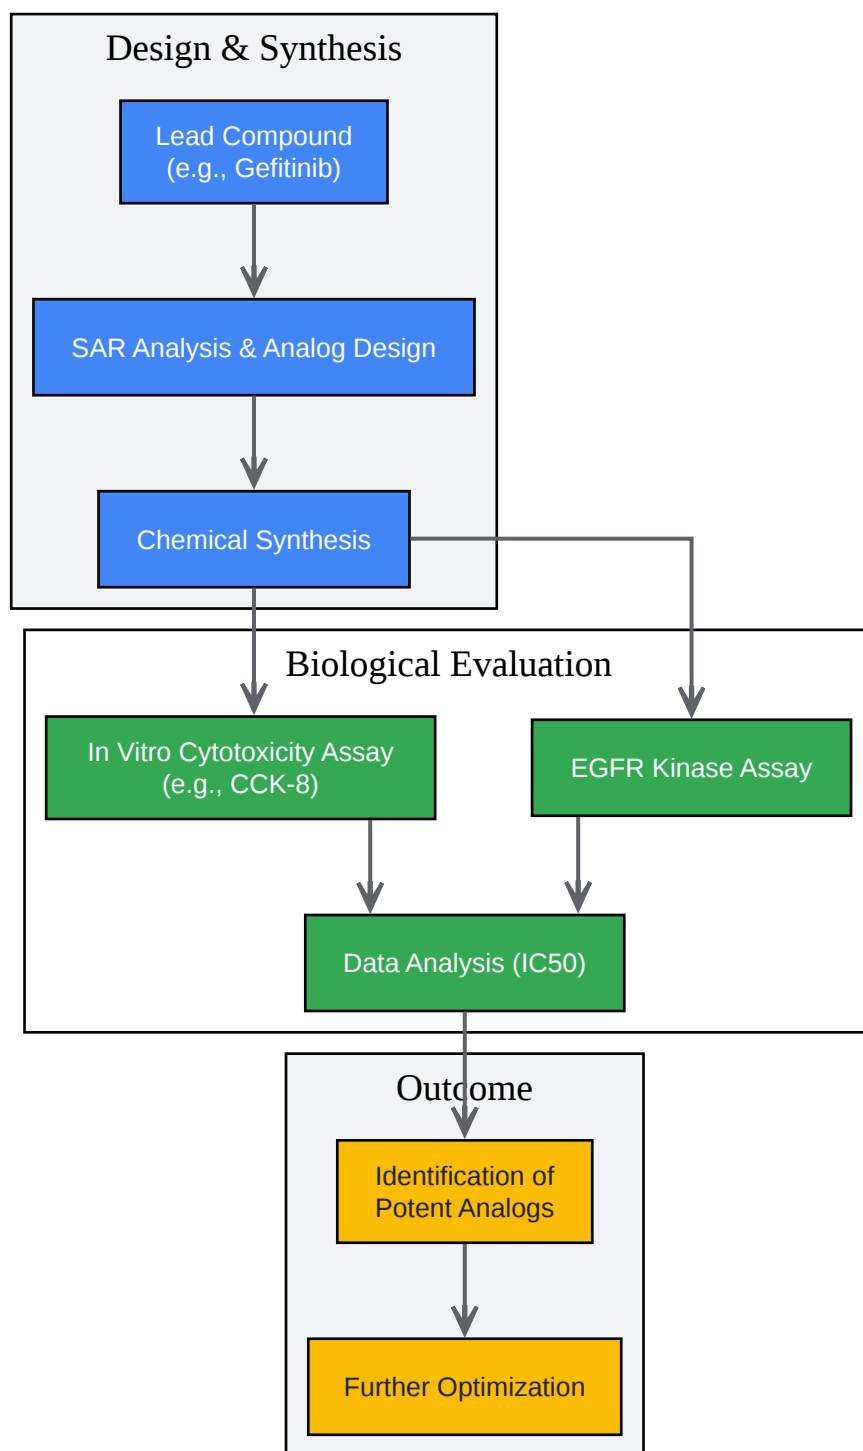 Design & Synthesis
Lead Compound
(e.g., Gefitinib)
SAR Analysis & Analog Design
Chemical Synthesis
Biological Evaluation
In Vitro Cytotoxicity Assay
(e.g., CCK-8)
EGFR Kinase Assay
Data Analysis (IC50)
Outcome
Identification of
Potent Analogs
Further Optimization